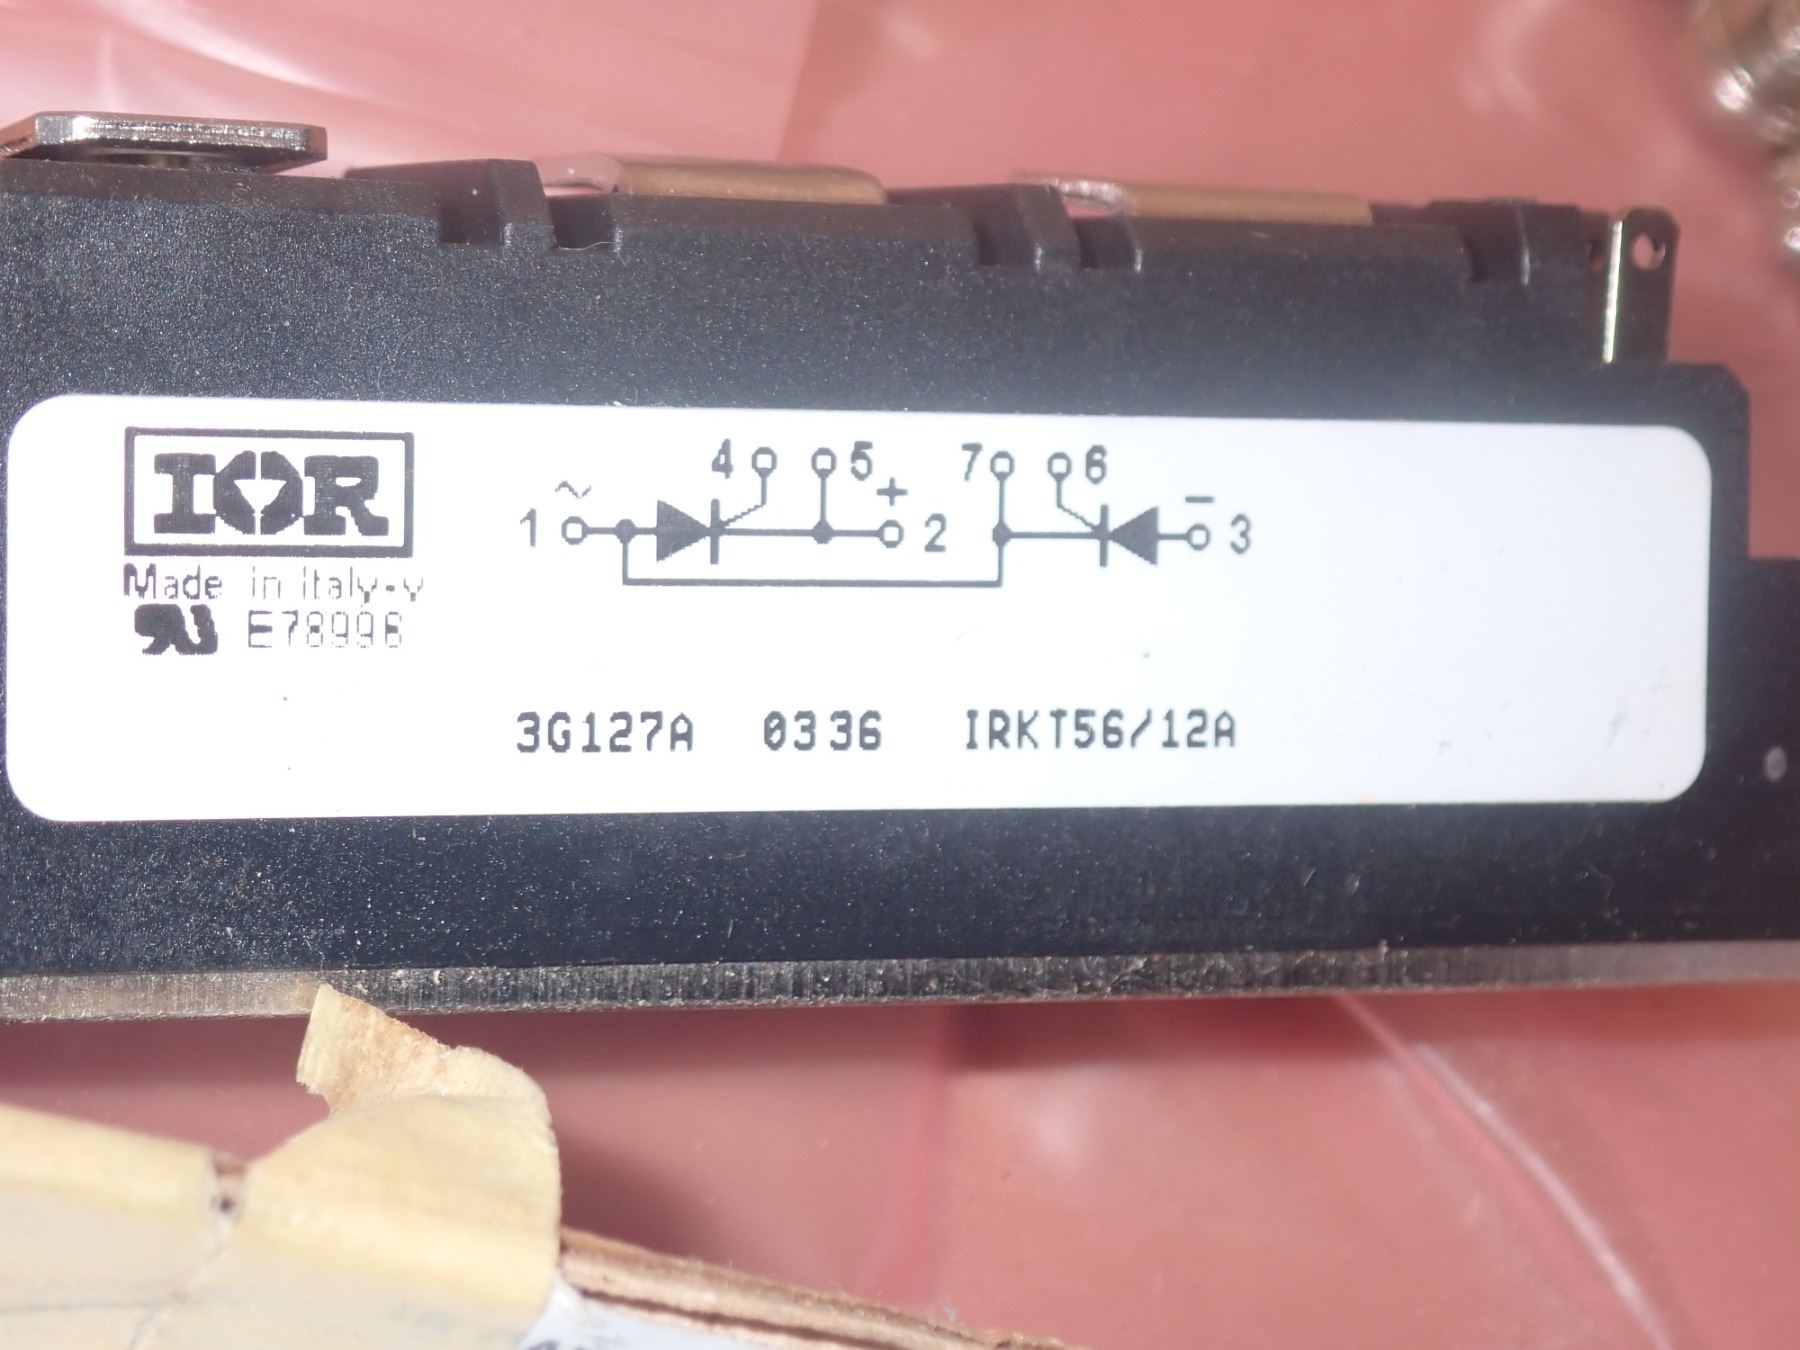 IOR
Made in Italy-y
E78996
4 5 7 6
~ + -
1 2 3
3G127A 0336 IRKT56/12A